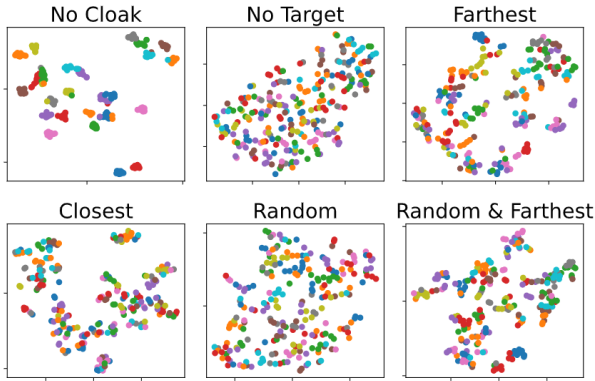 No Cloak
No Target
Farthest
Closest
Random
Random & Farthest